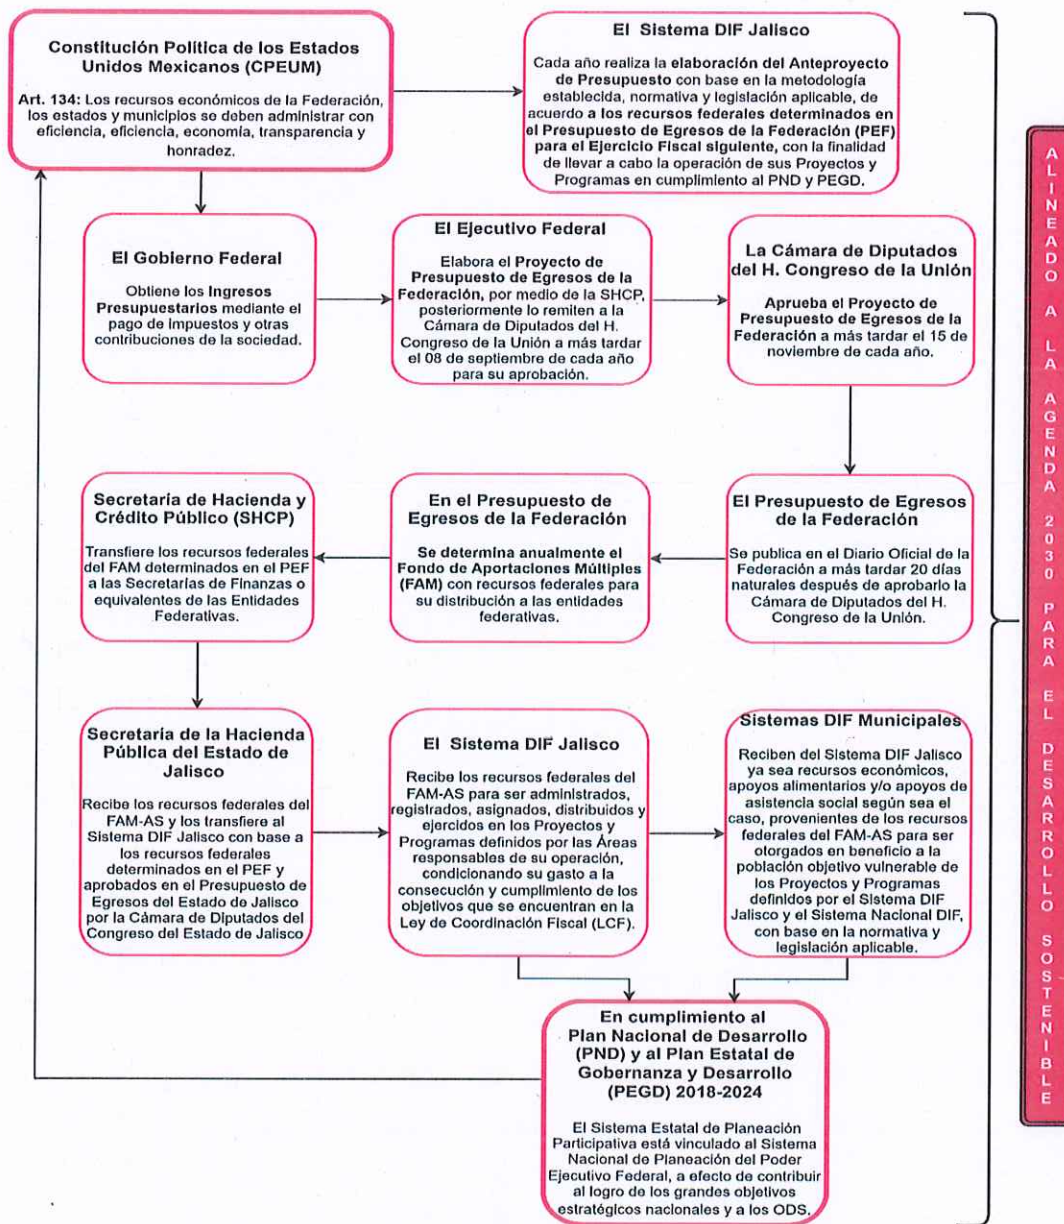 Constitución Política de los Estados
Unidos Mexicanos (CPEUM)
Art. 134: Los recursos económicos de la Federación,
los estados y municipios se deben administrar con
eficiencia, eficiencia, economía, transparencia y
honradez.
El Sistema DIF Jalisco
Cada año realiza la elaboración del Anteproyecto
de Presupuesto con base en la metodología
establecida, normativa y legislación aplicable, de
acuerdo a los recursos federales determinados en
el Presupuesto de Egresos de la Federación (PEF)
para el Ejercicio Fiscal siguiente, con la finalidad
de llevar a cabo la operación de sus Proyectos y
Programas en cumplimiento al PND y PEGD.
El Gobierno Federal
Obtiene los Ingresos
Presupuestarios mediante el
pago de impuestos y otras
contribuciones de la sociedad.
El Ejecutivo Federal
Elabora el Proyecto de
Presupuesto de Egresos de la
Federación, por medio de la SHCP,
posteriormente lo remiten a la
Cámara de Diputados del H.
Congreso de la Unión a más tardar
el 08 de septiembre de cada año
para su aprobación.
La Cámara de Diputados
del H. Congreso de la Unión
Aprueba el Proyecto de
Presupuesto de Egresos de la
Federación a más tardar el 15 de
noviembre de cada año.
Secretaría de Hacienda y
Crédito Público (SHCP)
Transfiere los recursos federales
del FAM determinados en el PEF
a las Secretarías de Finanzas o
equivalentes de las Entidades
Federativas.
En el Presupuesto de
Egresos de la Federación
Se determina anualmente el
Fondo de Aportaciones Múltiples
(FAM) con recursos federales para
su distribución a las entidades
federativas.
El Presupuesto de Egresos
de la Federación
Se publica en el Diario Oficial de la
Federación a más tardar 20 días
naturales después de aprobarlo la
Cámara de Diputados del H.
Congreso de la Unión.
Secretaría de la Hacienda
Pública del Estado de
Jalisco
Recibe los recursos federales del
FAM-AS y los transfiere al
Sistema DIF Jalisco con base a
los recursos federales
determinados en el PEF y
aprobados en el Presupuesto de
Egresos del Estado de Jalisco
por la Cámara de Diputados del
Congreso del Estado de Jalisco
El Sistema DIF Jalisco
Recibe los recursos federales del
FAM-AS para ser administrados,
registrados, asignados, distribuidos y
ejercidos en los Proyectos y
Programas definidos por las Áreas
responsables de su operación,
condicionando su gasto a la
consecución y cumplimiento de los
objetivos que se encuentran en la
Ley de Coordinación Fiscal (LCF).
Sistemas DIF Municipales
Reciben del Sistema DIF Jalisco
ya sea recursos económicos,
apoyos alimentarios y/o apoyos de
asistencia social según sea el
caso, provenientes de los recursos
federales del FAM-AS para ser
otorgados en beneficio a la
población objetivo vulnerable de
los Proyectos y Programas
definidos por el Sistema DIF
Jalisco y el Sistema Nacional DIF,
con base en la normativa y
legislación aplicable.
En cumplimiento al
Plan Nacional de Desarrollo
(PND) y al Plan Estatal de
Gobernanza y Desarrollo
(PEGD) 2018-2024
El Sistema Estatal de Planeación
Participativa está vinculado al Sistema
Nacional de Planeación del Poder
Ejecutivo Federal, a efecto de contribuir
al logro de los grandes objetivos
estratégicos nacionales y a los ODS.
ALINEADO A LA AGENDA 2030 PARA EL DESARROLLO SOSTENIBLE